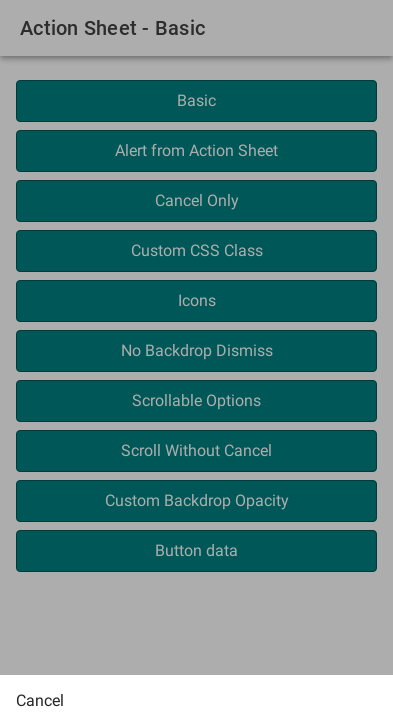 Action Sheet - Basic
Basic
Alert from Action Sheet
Cancel Only
Custom CSS Class
Icons
No Backdrop Dismiss
Scrollable Options
Scroll Without Cancel
Custom Backdrop Opacity
Button data
Cancel